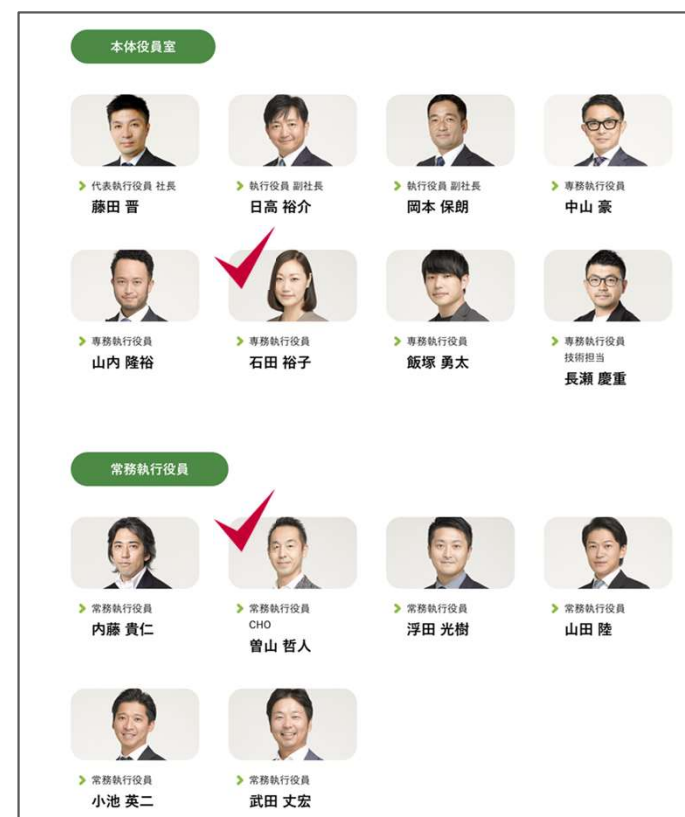 本体役員室
代表執行役員 社長
藤田 晋
執行役員 副社長
日高 裕介
執行役員 副社長
岡本 保朗
専務執行役員
中山 豪
専務執行役員
山内 隆裕
専務執行役員
石田 裕子
専務執行役員
飯塚 勇太
専務執行役員
技術担当
長瀬 慶重
常務執行役員
常務執行役員
内藤 貴仁
常務執行役員
CHO
曽山 哲人
常務執行役員
浮田 光樹
常務執行役員
山田 陸
常務執行役員
小池 英二
常務執行役員
武田 丈宏